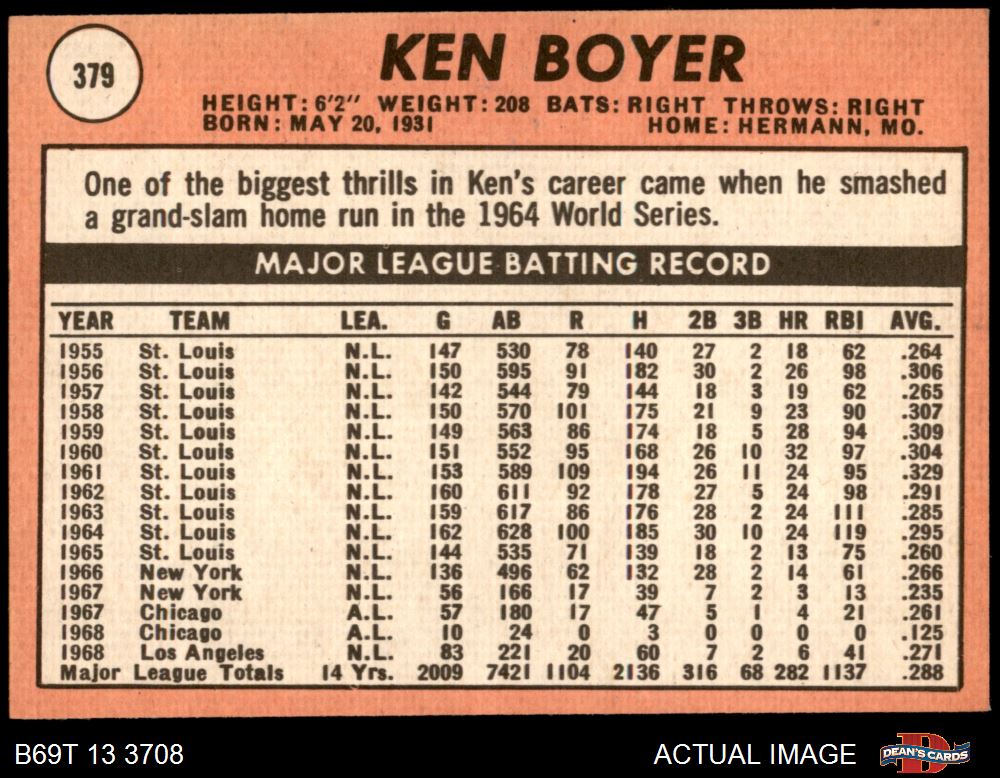 379
KEN BOYER
HEIGHT: 6'2" WEIGHT: 208 BATS: RIGHT THROWS: RIGHT
BORN: MAY 20, 1931 HOME: HERMANN, MO.
One of the biggest thrills in Ken's career came when he smashed
a grand-slam home run in the 1964 World Series.
MAJOR LEAGUE BATTING RECORD
YEAR TEAM LEA. G AB R H 2B 3B HR RBI AVG.
1955 St. Louis N.L. 147 530 78 140 27 2 18 62 .264
1956 St. Louis N.L. 150 595 91 182 30 2 26 98 .306
1957 St. Louis N.L. 142 544 79 144 18 3 19 62 .265
1958 St. Louis N.L. 150 570 101 175 21 9 23 90 .307
1959 St. Louis N.L. 149 563 86 174 18 5 28 94 .309
1960 St. Louis N.L. 151 552 95 168 26 10 32 97 .304
1961 St. Louis N.L. 153 589 109 194 26 11 24 95 .329
1962 St. Louis N.L. 160 611 92 178 27 5 24 98 .291
1963 St. Louis N.L. 159 617 86 176 28 2 24 111 .285
1964 St. Louis N.L. 162 628 100 185 30 10 24 119 .295
1965 St. Louis N.L. 144 535 71 139 18 2 13 75 .260
1966 New York N.L. 136 496 62 132 28 2 14 61 .266
1967 New York N.L. 56 166 17 39 7 2 3 13 .235
1967 Chicago A.L. 57 180 17 47 5 1 4 21 .261
1968 Chicago A.L. 10 24 0 3 0 0 0 0 .125
1968 Los Angeles N.L. 83 221 20 60 7 2 6 41 .271
Major League Totals 14 Yrs. 2009 7421 1104 2136 316 68 282 1137 .288
B69T 13 3708 ACTUAL IMAGE
D
DEAN'S CARDS